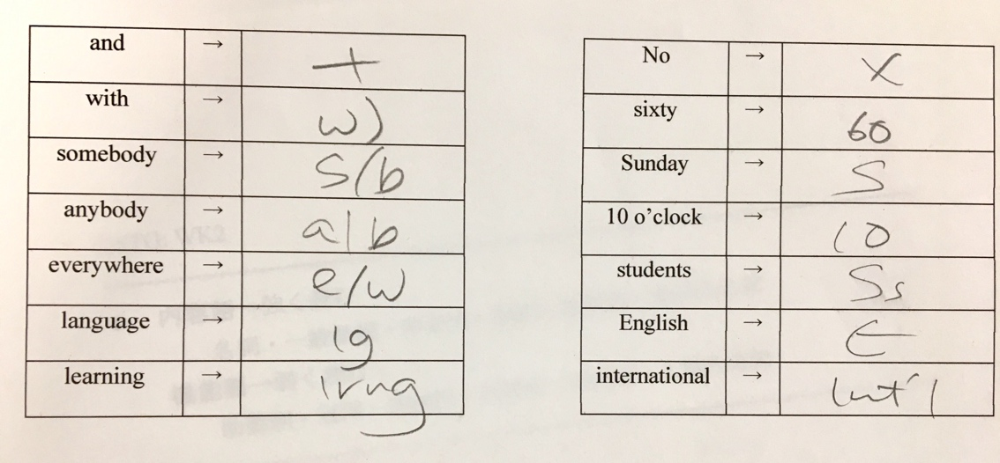 and → +
with → w)
somebody → S/b
anybody → a|b
everywhere → e/w
language → lg
learning → lrng
No → X
sixty → 60
Sunday → S
10 o’clock → 10
students → Ss
English → E
international → int'l
WK2